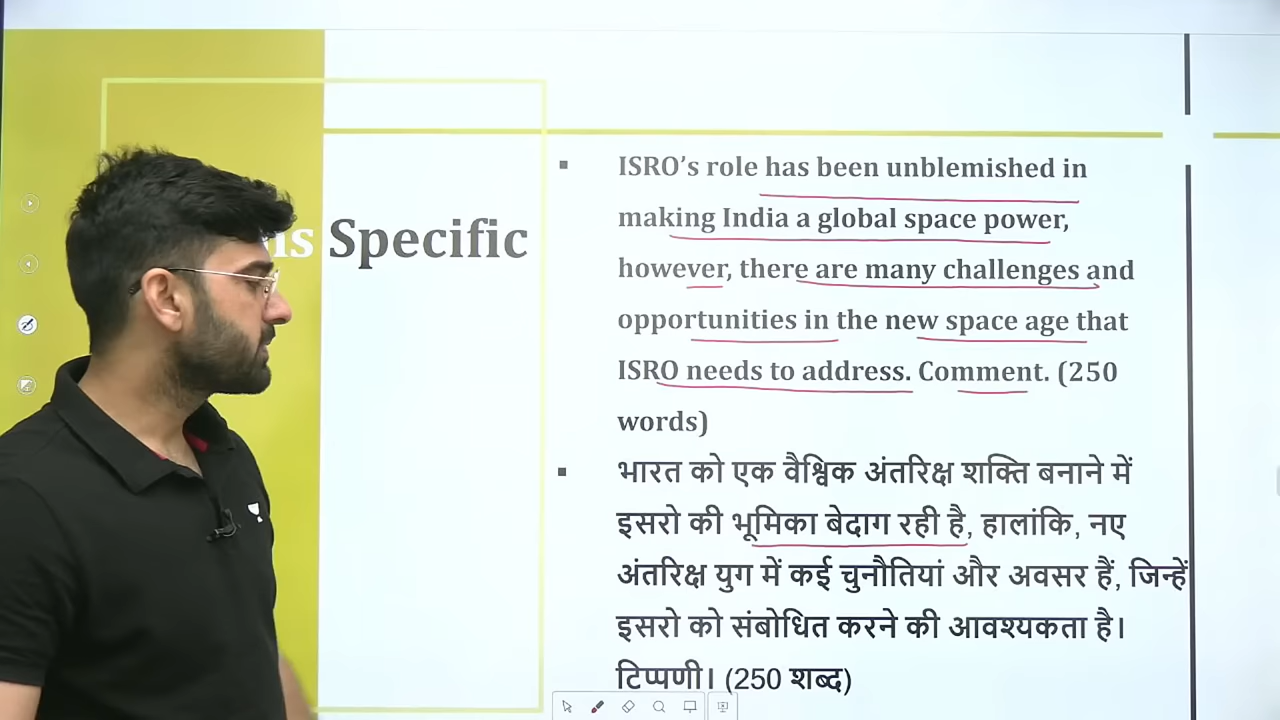 is Specific
ISRO’s role has been unblemished in
making India a global space power,
however, there are many challenges and
opportunities in the new space age that
ISRO needs to address. Comment. (250
words)
भारत को एक वैश्विक अंतरिक्ष शक्ति बनाने में
इसरो की भूमिका बेदाग रही है, हालांकि, नए
अंतरिक्ष युग में कई चुनौतियां और अवसर हैं, जिन्हें
इसरो को संबोधित करने की आवश्यकता है।
टिप्पणी। (250 शब्द)